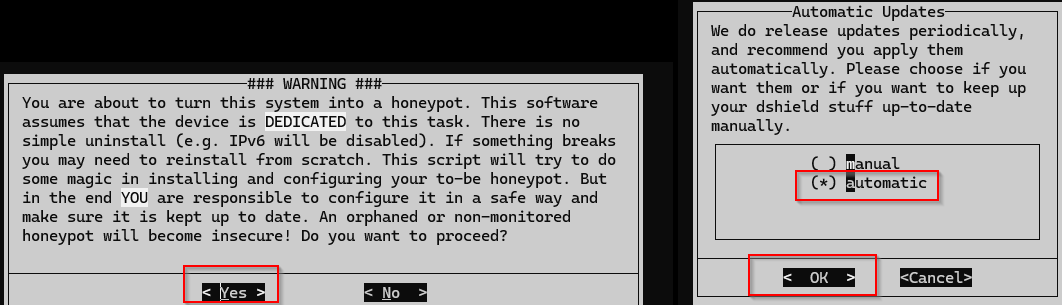 ### WARNING ###
You are about to turn this system into a honeypot. This software
assumes that the device is DEDICATED to this task. There is no
simple uninstall (e.g. IPv6 will be disabled). If something breaks
you may need to reinstall from scratch. This script will try to do
some magic in installing and configuring your to-be honeypot. But
in the end YOU are responsible to configure it in a safe way and
make sure it is kept up to date. An orphaned or non-monitored
honeypot will become insecure! Do you want to proceed?
< Yes > < No >
Automatic Updates
We do release updates periodically,
and recommend you apply them
automatically. Please choose if you
want them or if you want to keep up
your dshield stuff up-to-date
manually.
( ) manual
(*) automatic
< OK > <Cancel>